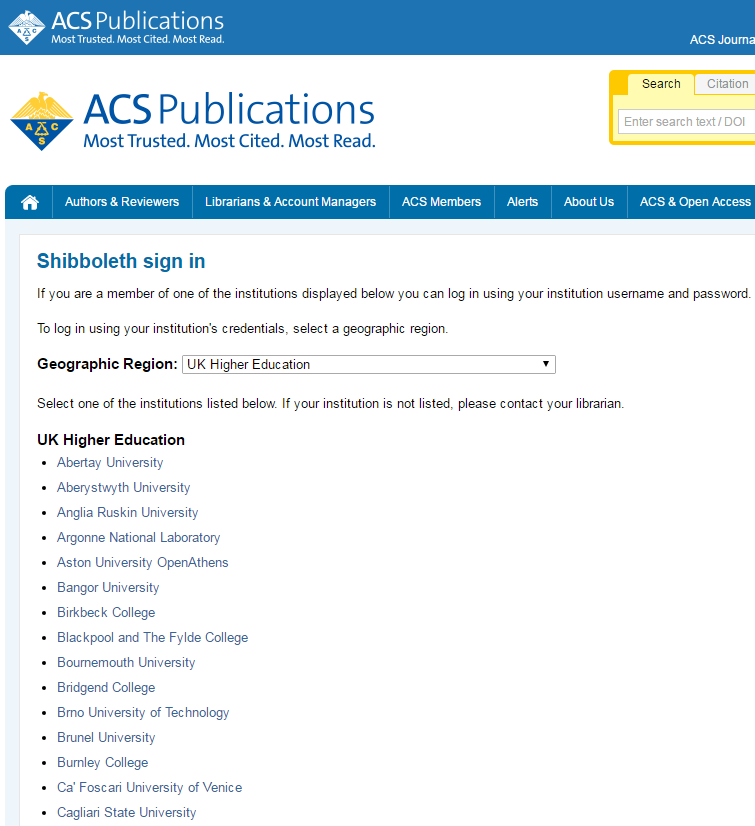 ACS Publications
Most Trusted. Most Cited. Most Read.
ACS Journa
ACS Publications
Most Trusted. Most Cited. Most Read.
A C S
Search
Citation
Enter search text / DOI
Authors & Reviewers
Librarians & Account Managers
ACS Members
Alerts
About Us
ACS & Open Access
Shibboleth sign in
If you are a member of one of the institutions displayed below you can log in using your institution username and password.
To log in using your institution's credentials, select a geographic region.
Geographic Region: UK Higher Education
Select one of the institutions listed below. If your institution is not listed, please contact your librarian.
UK Higher Education
Abertay University
Aberystwyth University
Anglia Ruskin University
Argonne National Laboratory
Aston University OpenAthens
Bangor University
Birkbeck College
Blackpool and The Fylde College
Bournemouth University
Bridgend College
Brno University of Technology
Brunel University
Burnley College
Ca' Foscari University of Venice
Cagliari State University